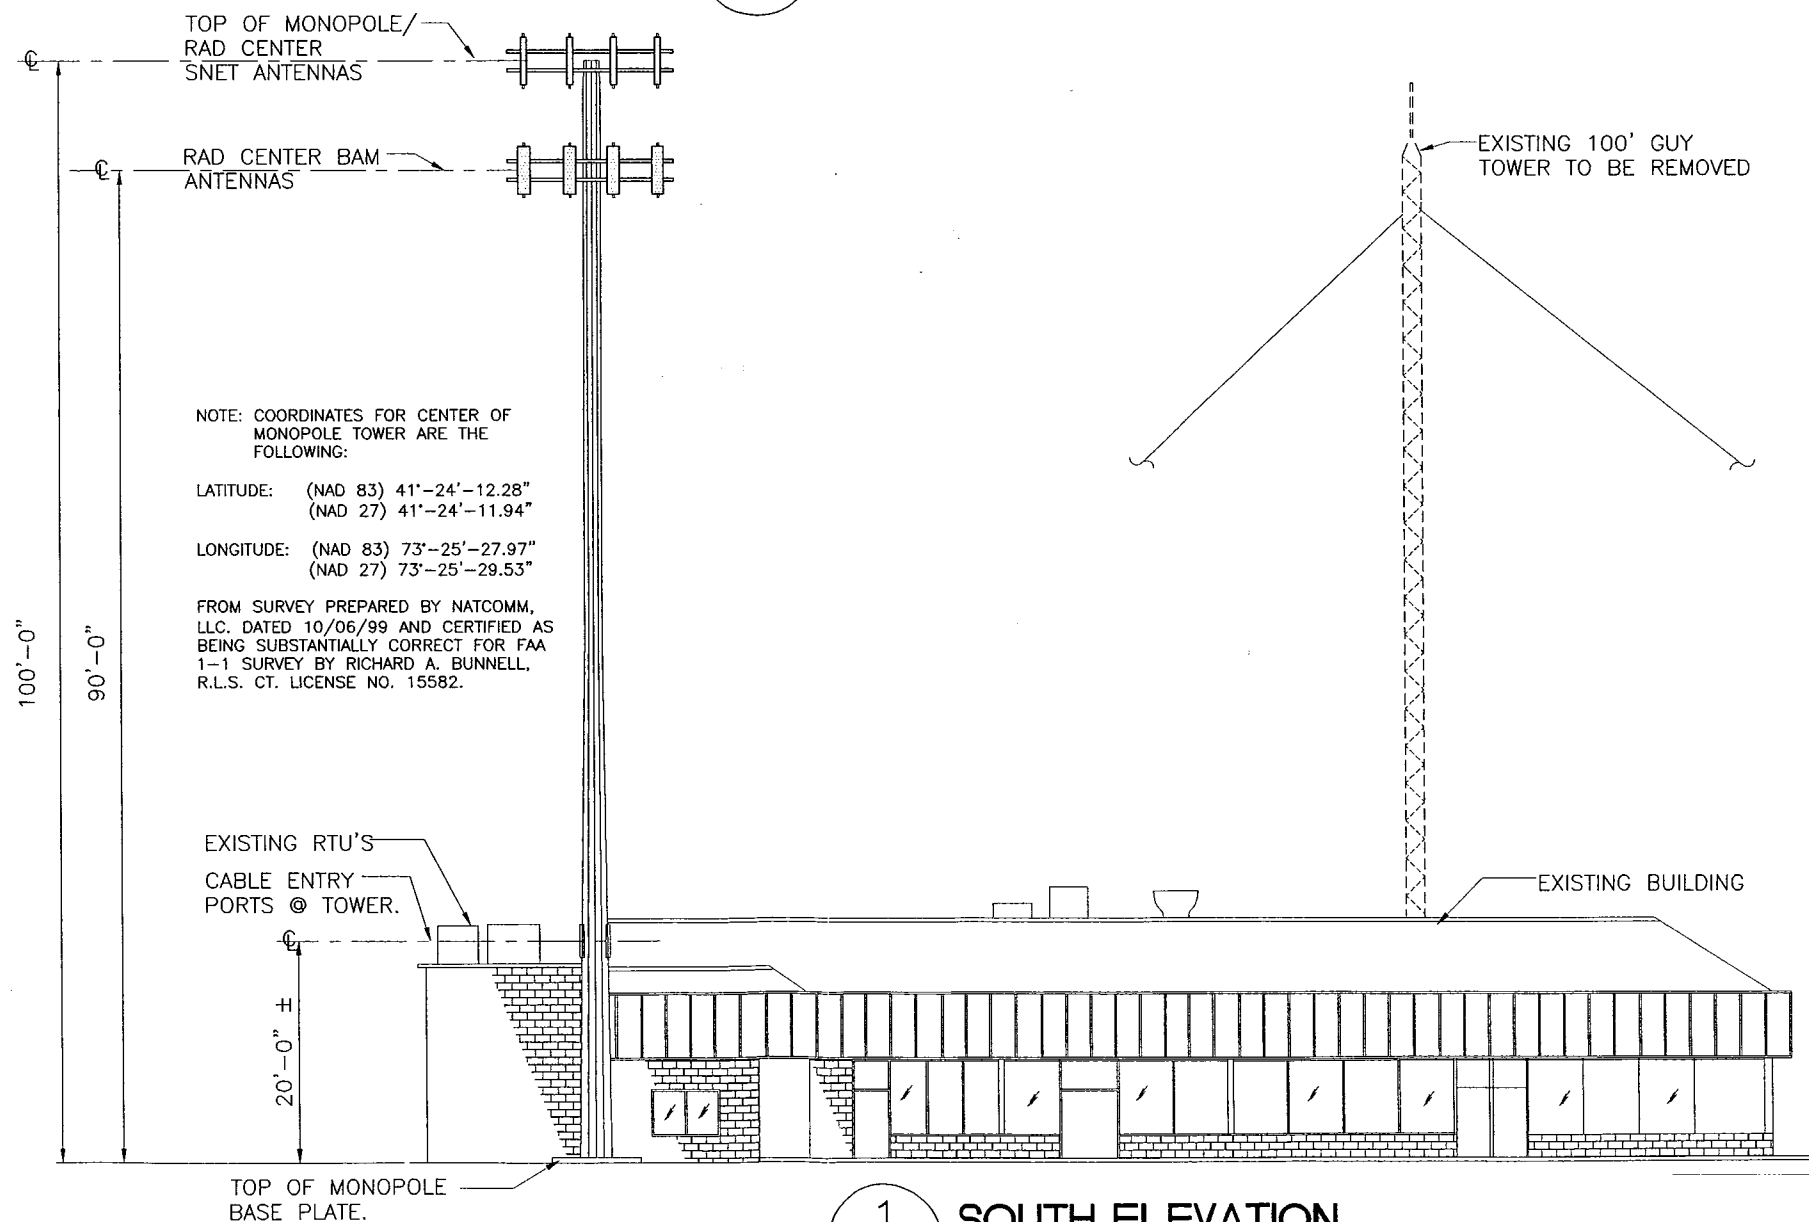 TOP OF MONOPOLE/
RAD CENTER
SNET ANTENNAS
RAD CENTER BAM
ANTENNAS
EXISTING 100' GUY
TOWER TO BE REMOVED
NOTE: COORDINATES FOR CENTER OF
MONOPOLE TOWER ARE THE
FOLLOWING:
LATITUDE: (NAD 83) 41°-24'-12.28"
(NAD 27) 41°-24'-11.94"
LONGITUDE: (NAD 83) 73°-25'-27.97"
(NAD 27) 73°-25'-29.53"
FROM SURVEY PREPARED BY NATCOMM,
LLC. DATED 10/06/99 AND CERTIFIED AS
BEING SUBSTANTIALLY CORRECT FOR FAA
1-1 SURVEY BY RICHARD A. BUNNELL,
R.L.S. CT. LICENSE NO. 15582.
100'-0"
90'-0"
EXISTING RTU'S
CABLE ENTRY
PORTS @ TOWER.
EXISTING BUILDING
20'-0" ±
TOP OF MONOPOLE
BASE PLATE.
1 SOUTH ELEVATION